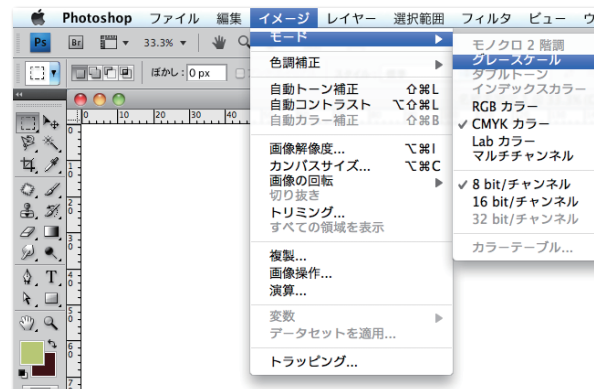 Photoshop ファイル 編集 イメージ レイヤー 選択範囲 フィルタ ビュー ウ
Ps Br 33.3%
ぼかし: 0 px
モード
色調補正
自動トーン補正 ⇧⌘L
自動コントラスト ⌥⇧⌘L
自動カラー補正 ⇧⌘B
画像解像度... ⌥⌘I
カンバスサイズ... ⌥⌘C
画像の回転
切り抜き
トリミング...
すべての領域を表示
複製...
画像操作...
演算...
変数
データセットを適用...
トラッピング...
モノクロ 2 階調
グレースケール
ダブルトーン
インデックスカラー
RGB カラー
✓ CMYK カラー
Lab カラー
マルチチャンネル
✓ 8 bit/チャンネル
16 bit/チャンネル
32 bit/チャンネル
カラーテーブル...
0 10 20 30 40
0
10
20
30
40
50
60
7
T